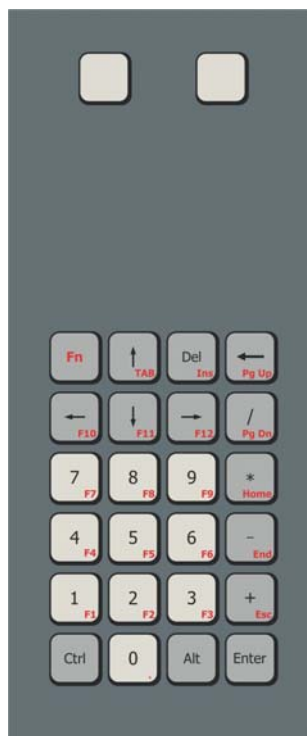 Fn ↑ TAB Del Ins ← Pg Up
← F10 ↓ F11 → F12 / Pg Dn
7 F7 8 F8 9 F9 * Home
4 F4 5 F5 6 F6 - End
1 F1 2 F2 3 F3 + Esc
Ctrl 0 . Alt Enter